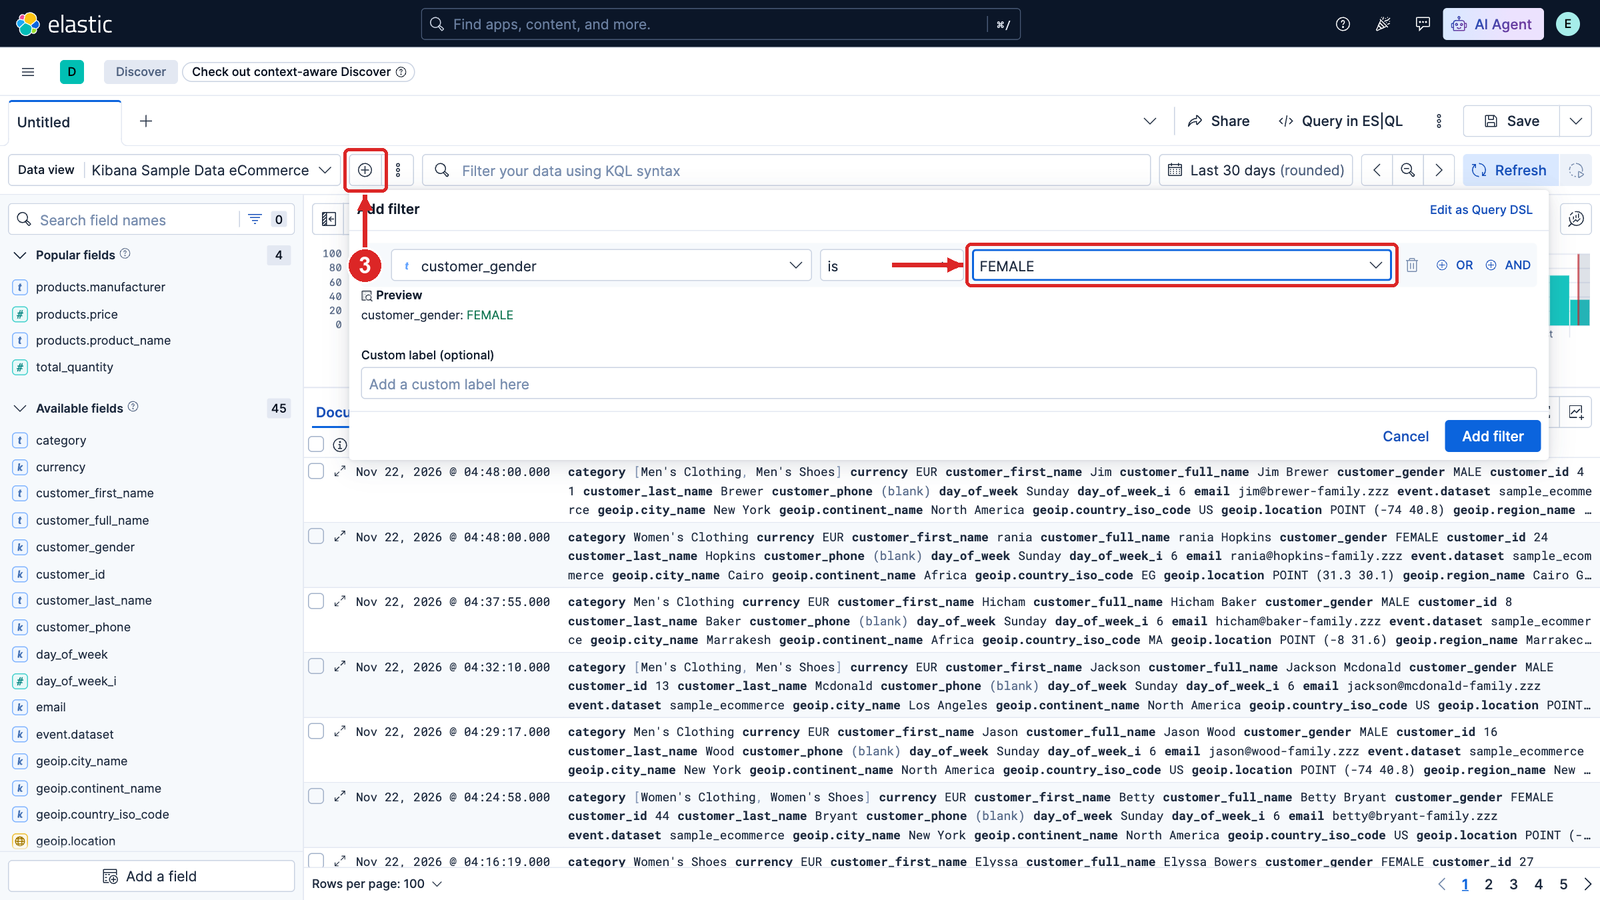 elastic
Find apps, content, and more.
⌘/
AI Agent
E
D
Discover
Check out context-aware Discover
Untitled
Share
Query in ES|QL
Save
Data view
Kibana Sample Data eCommerce
Filter your data using KQL syntax
Last 30 days (rounded)
Refresh
Search field names
0
Add filter
Edit as Query DSL
3
t customer_gender
is
FEMALE
OR
AND
Preview
customer_gender: FEMALE
Custom label (optional)
Add a custom label here
Cancel
Add filter
100
80
60
40
20
0
t
Popular fields
4
t products.manufacturer
# products.price
t products.product_name
# total_quantity
Available fields
45
t category
k currency
t customer_first_name
t customer_full_name
k customer_gender
k customer_id
t customer_last_name
k customer_phone
k day_of_week
# day_of_week_i
k email
k event.dataset
k geoip.city_name
k geoip.continent_name
k geoip.country_iso_code
geoip.location
Add a field
Docu
Nov 22, 2026 @ 04:48:00.000 category [Men's Clothing, Men's Shoes] currency EUR customer_first_name Jim customer_full_name Jim Brewer customer_gender MALE customer_id 4
1 customer_last_name Brewer customer_phone (blank) day_of_week Sunday day_of_week_i 6 email jim@brewer-family.zzz event.dataset sample_ecomme
rce geoip.city_name New York geoip.continent_name North America geoip.country_iso_code US geoip.location POINT (-74 40.8) geoip.region_name …
Nov 22, 2026 @ 04:48:00.000 category Women's Clothing currency EUR customer_first_name rania customer_full_name rania Hopkins customer_gender FEMALE customer_id 24
customer_last_name Hopkins customer_phone (blank) day_of_week Sunday day_of_week_i 6 email rania@hopkins-family.zzz event.dataset sample_ecom
merce geoip.city_name Cairo geoip.continent_name Africa geoip.country_iso_code EG geoip.location POINT (31.3 30.1) geoip.region_name Cairo G…
Nov 22, 2026 @ 04:37:55.000 category Men's Clothing currency EUR customer_first_name Hicham customer_full_name Hicham Baker customer_gender MALE customer_id 8
customer_last_name Baker customer_phone (blank) day_of_week Sunday day_of_week_i 6 email hicham@baker-family.zzz event.dataset sample_ecommer
ce geoip.city_name Marrakesh geoip.continent_name Africa geoip.country_iso_code MA geoip.location POINT (-8 31.6) geoip.region_name Marrakec…
Nov 22, 2026 @ 04:32:10.000 category [Men's Clothing, Men's Shoes] currency EUR customer_first_name Jackson customer_full_name Jackson Mcdonald customer_gender MALE
customer_id 13 customer_last_name Mcdonald customer_phone (blank) day_of_week Sunday day_of_week_i 6 email jackson@mcdonald-family.zzz
event.dataset sample_ecommerce geoip.city_name Los Angeles geoip.continent_name North America geoip.country_iso_code US geoip.location POINT…
Nov 22, 2026 @ 04:29:17.000 category Men's Clothing currency EUR customer_first_name Jason customer_full_name Jason Wood customer_gender MALE customer_id 16
customer_last_name Wood customer_phone (blank) day_of_week Sunday day_of_week_i 6 email jason@wood-family.zzz event.dataset sample_ecommerce
geoip.city_name New York geoip.continent_name North America geoip.country_iso_code US geoip.location POINT (-74 40.8) geoip.region_name New …
Nov 22, 2026 @ 04:24:58.000 category [Women's Clothing, Women's Shoes] currency EUR customer_first_name Betty customer_full_name Betty Bryant customer_gender FEMALE
customer_id 44 customer_last_name Bryant customer_phone (blank) day_of_week Sunday day_of_week_i 6 email betty@bryant-family.zzz
event.dataset sample_ecommerce geoip.city_name New York geoip.continent_name North America geoip.country_iso_code US geoip.location POINT (-…
Nov 22, 2026 @ 04:16:19.000 category Women's Shoes currency EUR customer_first_name Elyssa customer_full_name Elyssa Bowers customer_gender FEMALE customer_id 27
Rows per page: 100
1 2 3 4 5